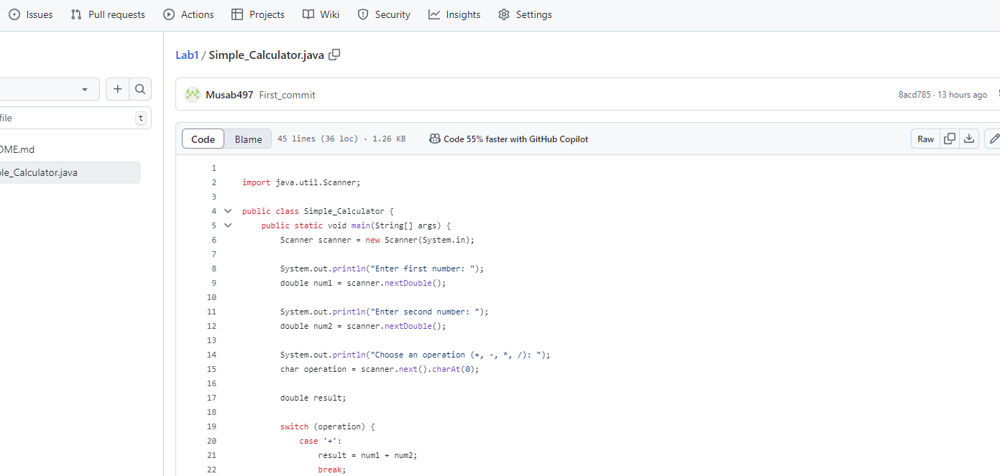 Issues Pull requests Actions Projects Wiki Security Insights Settings
Lab1 / Simple_Calculator.java
Musab497 First_commit 8acd785 · 13 hours ago
file t
OME.md
ple_Calculator.java
Code Blame 45 lines (36 loc) · 1.26 KB Code 55% faster with GitHub Copilot Raw
1
2 import java.util.Scanner;
3
4 public class Simple_Calculator {
5 public static void main(String[] args) {
6 Scanner scanner = new Scanner(System.in);
7
8 System.out.println("Enter first number: ");
9 double num1 = scanner.nextDouble();
10
11 System.out.println("Enter second number: ");
12 double num2 = scanner.nextDouble();
13
14 System.out.println("Choose an operation (+, -, *, /): ");
15 char operation = scanner.next().charAt(0);
16
17 double result;
18
19 switch (operation) {
20 case '+':
21 result = num1 + num2;
22 break;